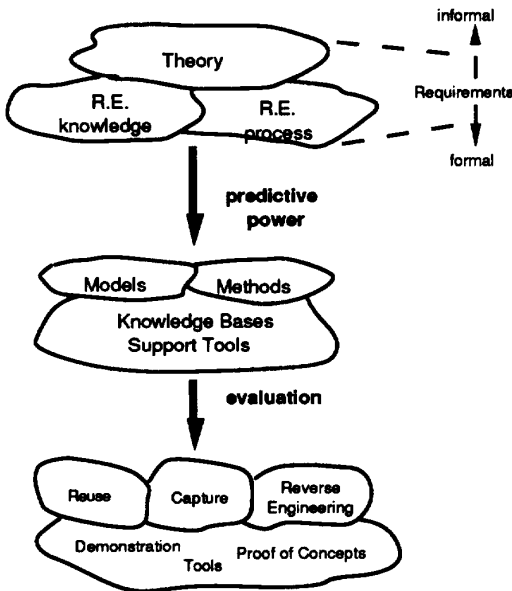 informal
Theory
Requirements
R.E.
knowledge
R.E.
process
formal
predictive
power
Models
Methods
Knowledge Bases
Support Tools
evaluation
Reuse
Capture
Reverse
Engineering
Demonstration
Proof of Concepts
Tools